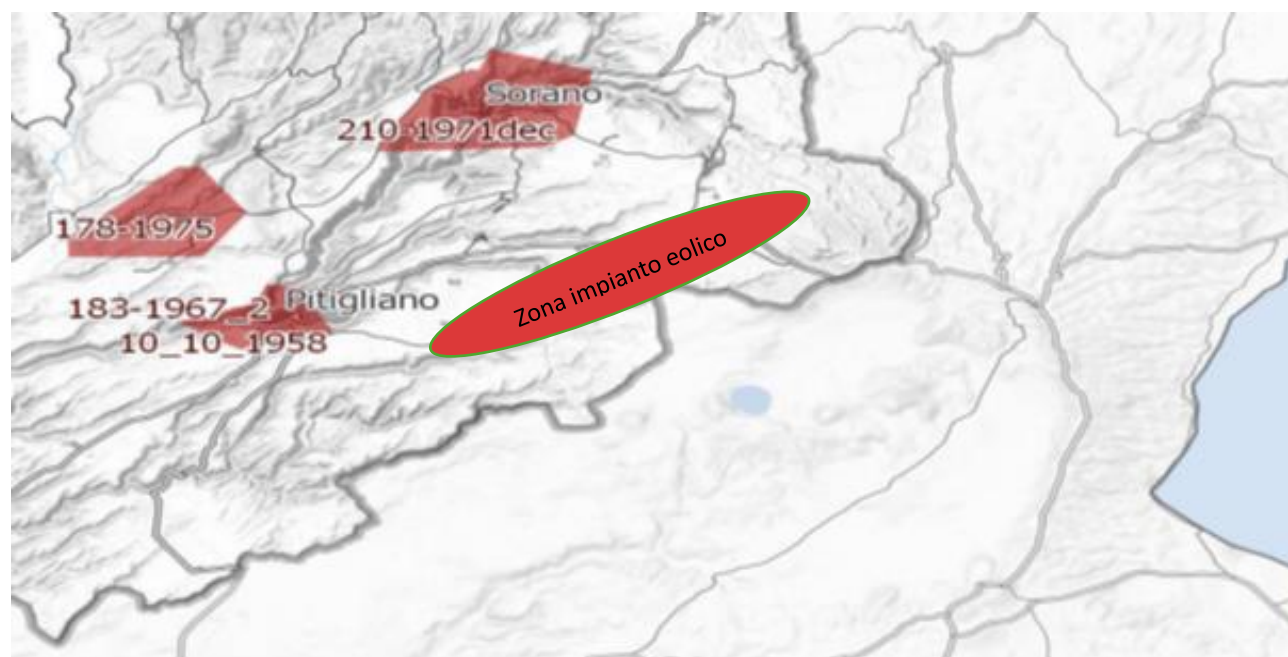 Sorano
210-1971dec
178-1975
Zona impianto eolico
183-1967_2
Pitigliano
10_10_1958